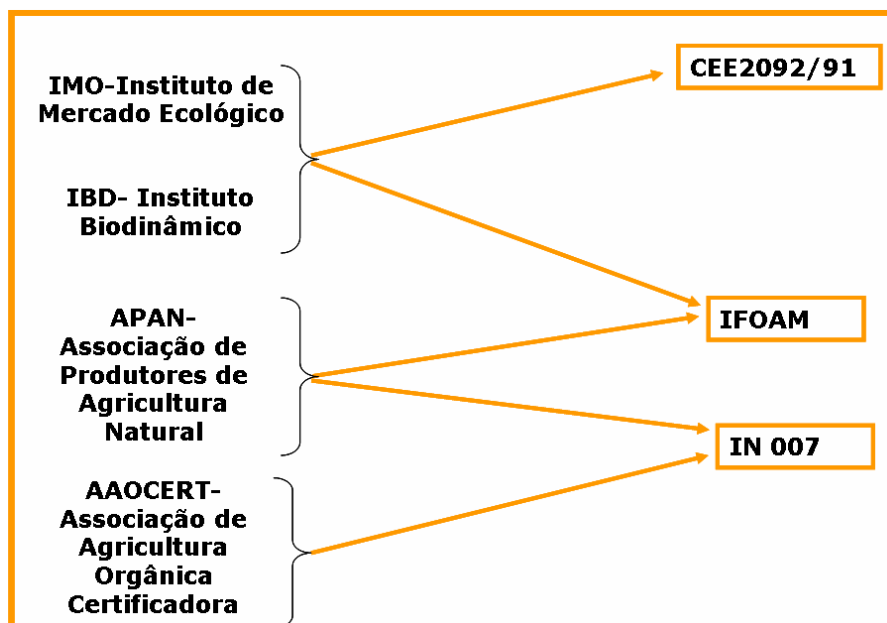 IMO-Instituto de
Mercado Ecológico
IBD- Instituto
Biodinâmico
APAN-
Associação de
Produtores de
Agricultura
Natural
AAOCERT-
Associação de
Agricultura
Orgânica
Certificadora
CEE2092/91
IFOAM
IN 007